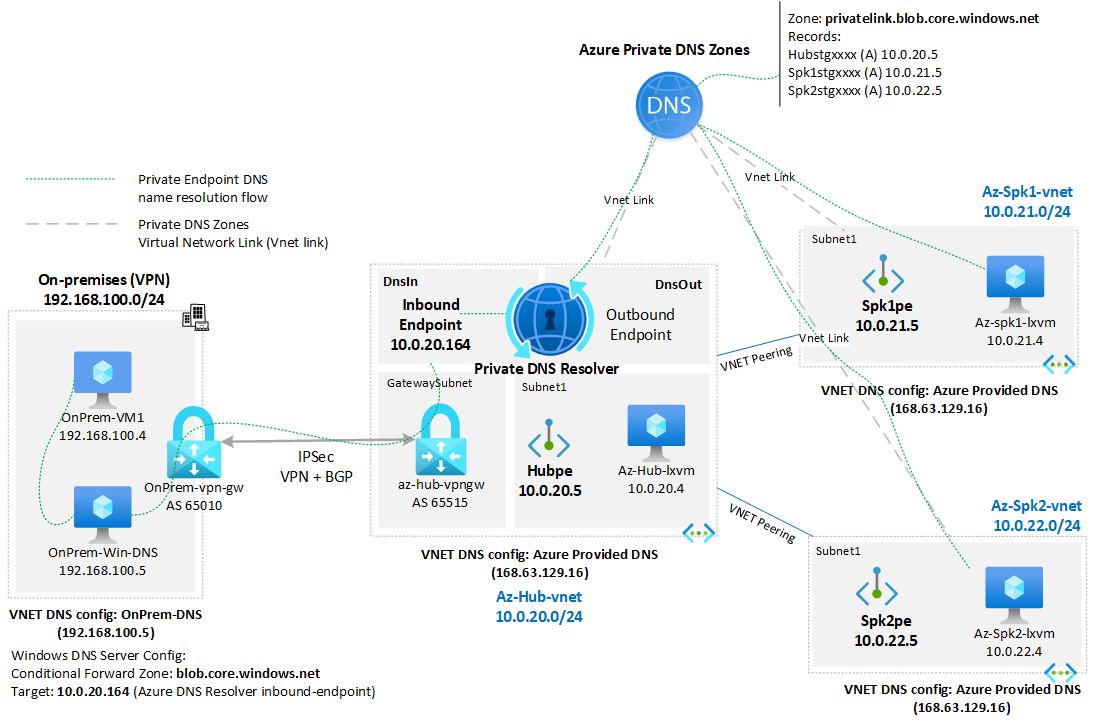 Zone: privatelink.blob.core.windows.net
Records:
Hubstgxxxx (A) 10.0.20.5
Spk1stgxxxx (A) 10.0.21.5
Spk2stgxxxx (A) 10.0.22.5
Azure Private DNS Zones
DNS
Private Endpoint DNS
name resolution flow
Private DNS Zones
Virtual Network Link (Vnet link)
Vnet Link
Vnet Link
Vnet Link
Az-Spk1-vnet
10.0.21.0/24
Subnet1
Spk1pe
10.0.21.5
Az-spk1-lxvm
10.0.21.4
VNET DNS config: Azure Provided DNS
(168.63.129.16)
On-premises (VPN)
192.168.100.0/24
OnPrem-VM1
192.168.100.4
OnPrem-vpn-gw
AS 65010
OnPrem-Win-DNS
192.168.100.5
VNET DNS config: OnPrem-DNS
(192.168.100.5)
Windows DNS Server Config:
Conditional Forward Zone: blob.core.windows.net
Target: 10.0.20.164 (Azure DNS Resolver inbound-endpoint)
IPSec
VPN + BGP
DnsIn
Inbound
Endpoint
10.0.20.164
DnsOut
Outbound
Endpoint
Private DNS Resolver
GatewaySubnet
az-hub-vpngw
AS 65515
Subnet1
Hubpe
10.0.20.5
Az-Hub-lxvm
10.0.20.4
VNET DNS config: Azure Provided DNS
(168.63.129.16)
Az-Hub-vnet
10.0.20.0/24
VNET Peering
VNET Peering
Az-Spk2-vnet
10.0.22.0/24
Subnet1
Spk2pe
10.0.22.5
Az-Spk2-lxvm
10.0.22.4
VNET DNS config: Azure Provided DNS
(168.63.129.16)